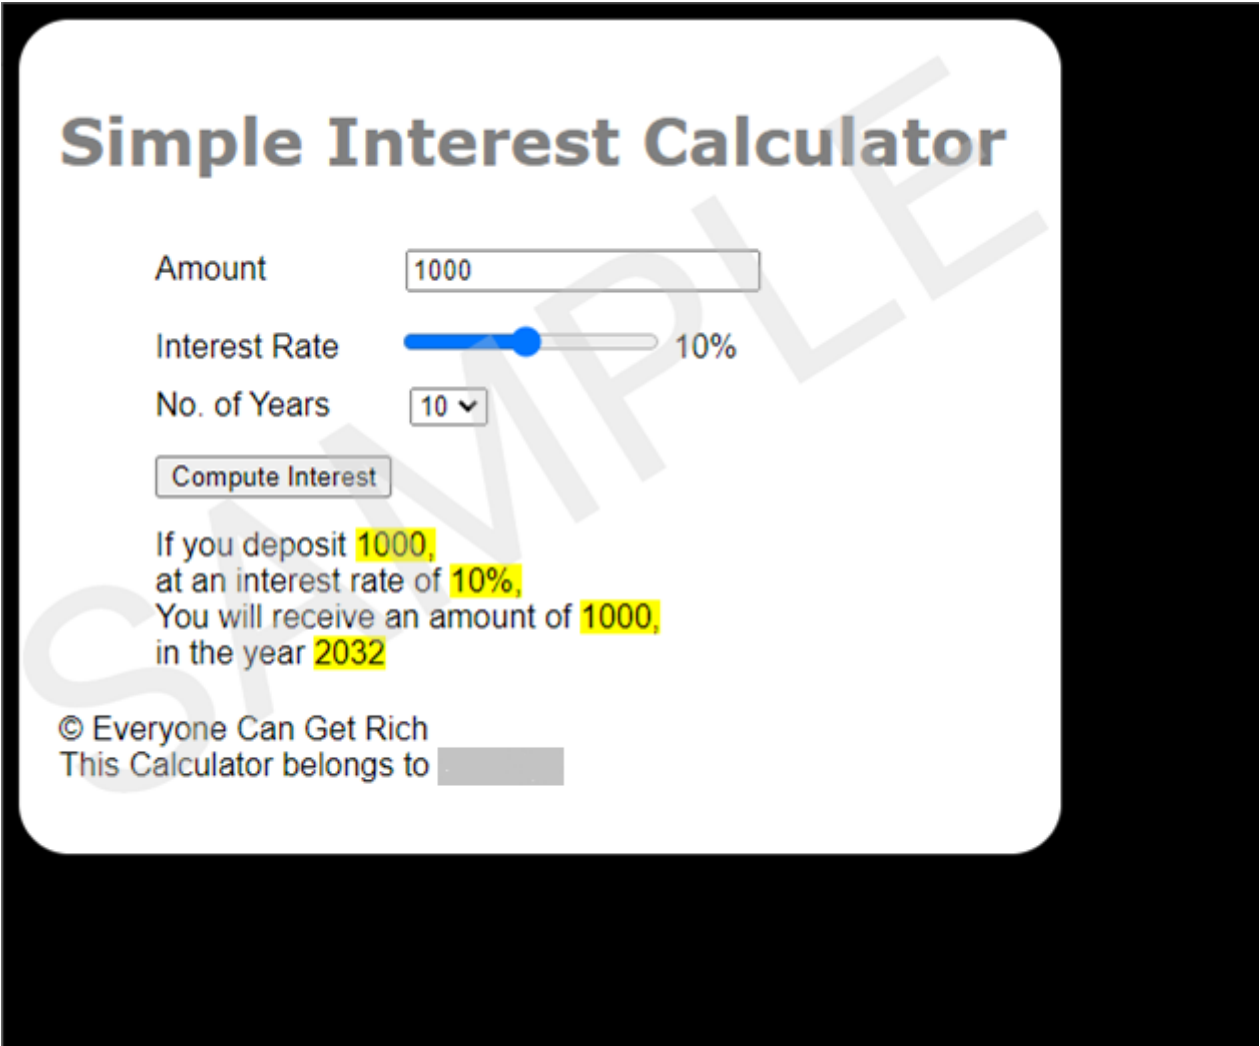 Simple Interest Calculator
Amount 1000
Interest Rate 10%
No. of Years 10
Compute Interest
If you deposit 1000,
at an interest rate of 10%,
You will receive an amount of 1000,
in the year 2032
© Everyone Can Get Rich
This Calculator belongs to
SAMPLE